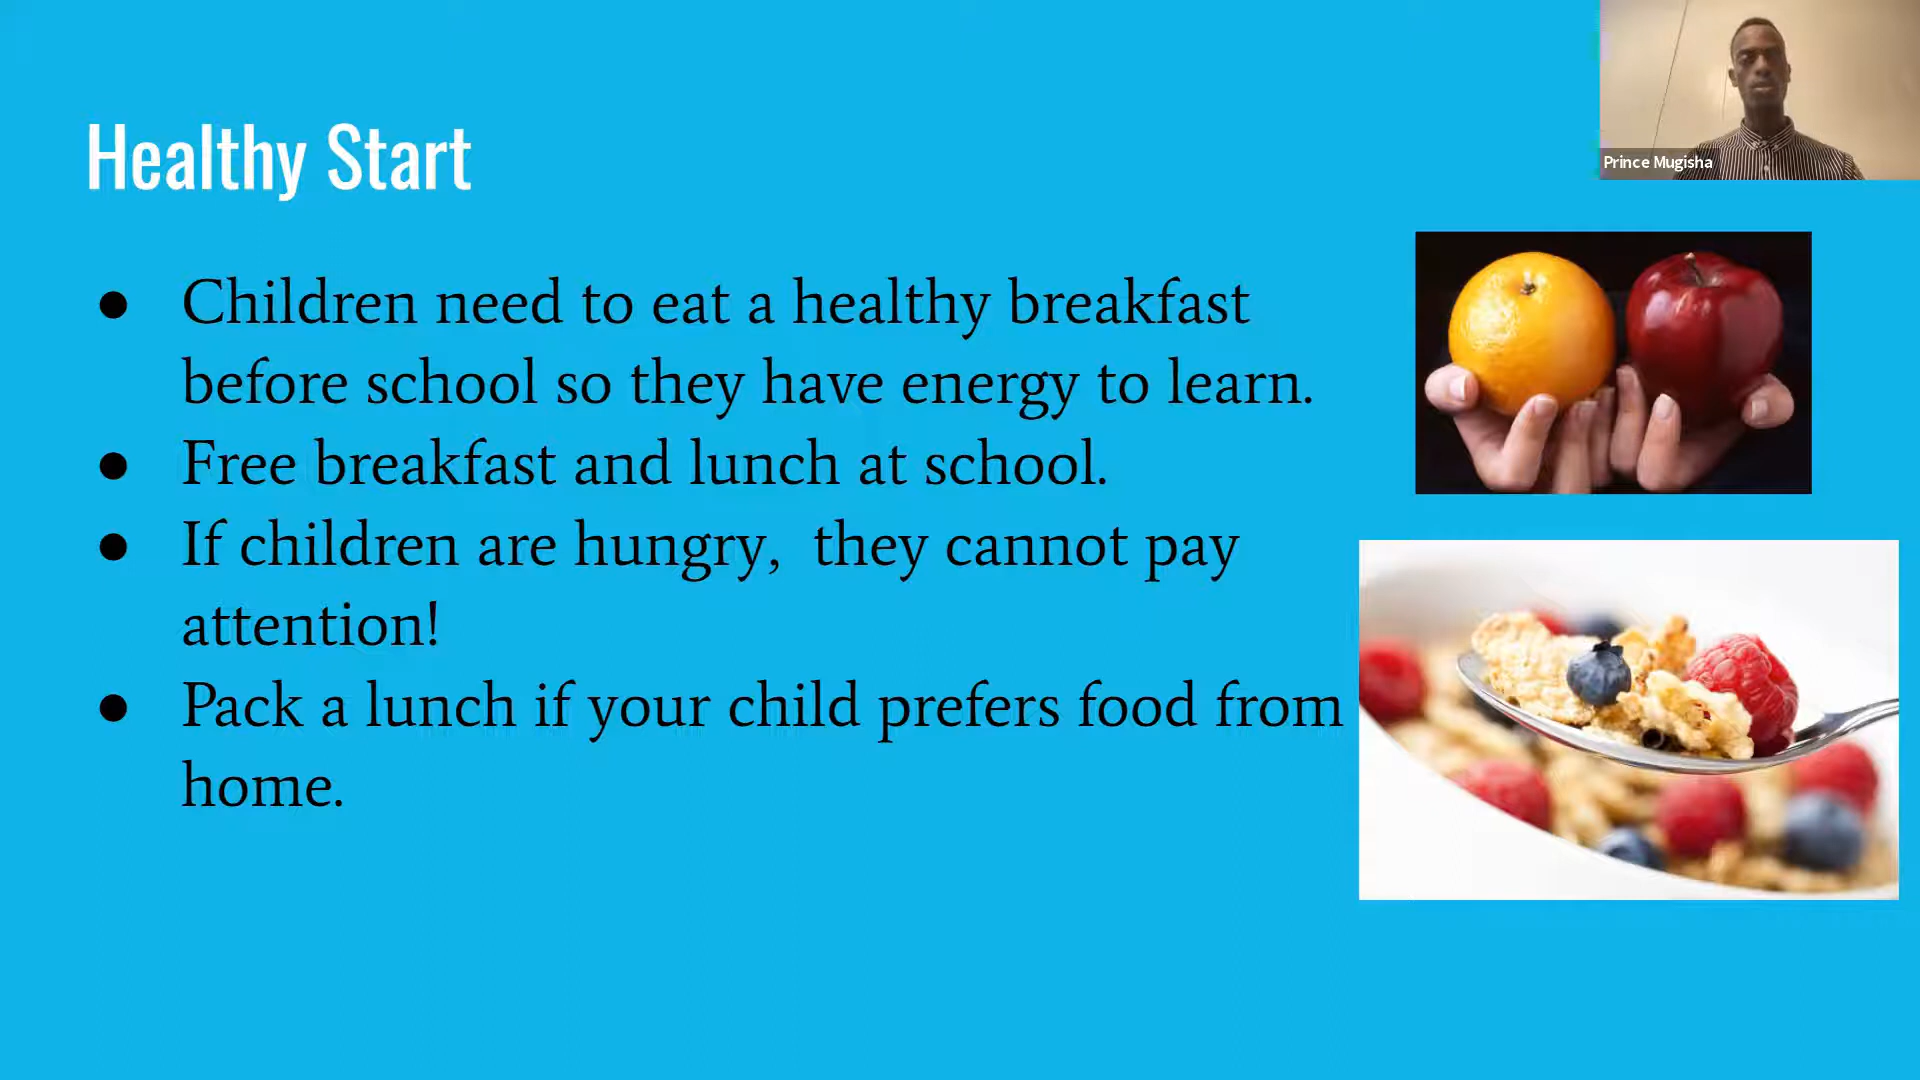 Healthy Start
Prince Mugisha
● Children need to eat a healthy breakfast
before school so they have energy to learn.
● Free breakfast and lunch at school.
● If children are hungry,  they cannot pay
attention!
● Pack a lunch if your child prefers food from
home.